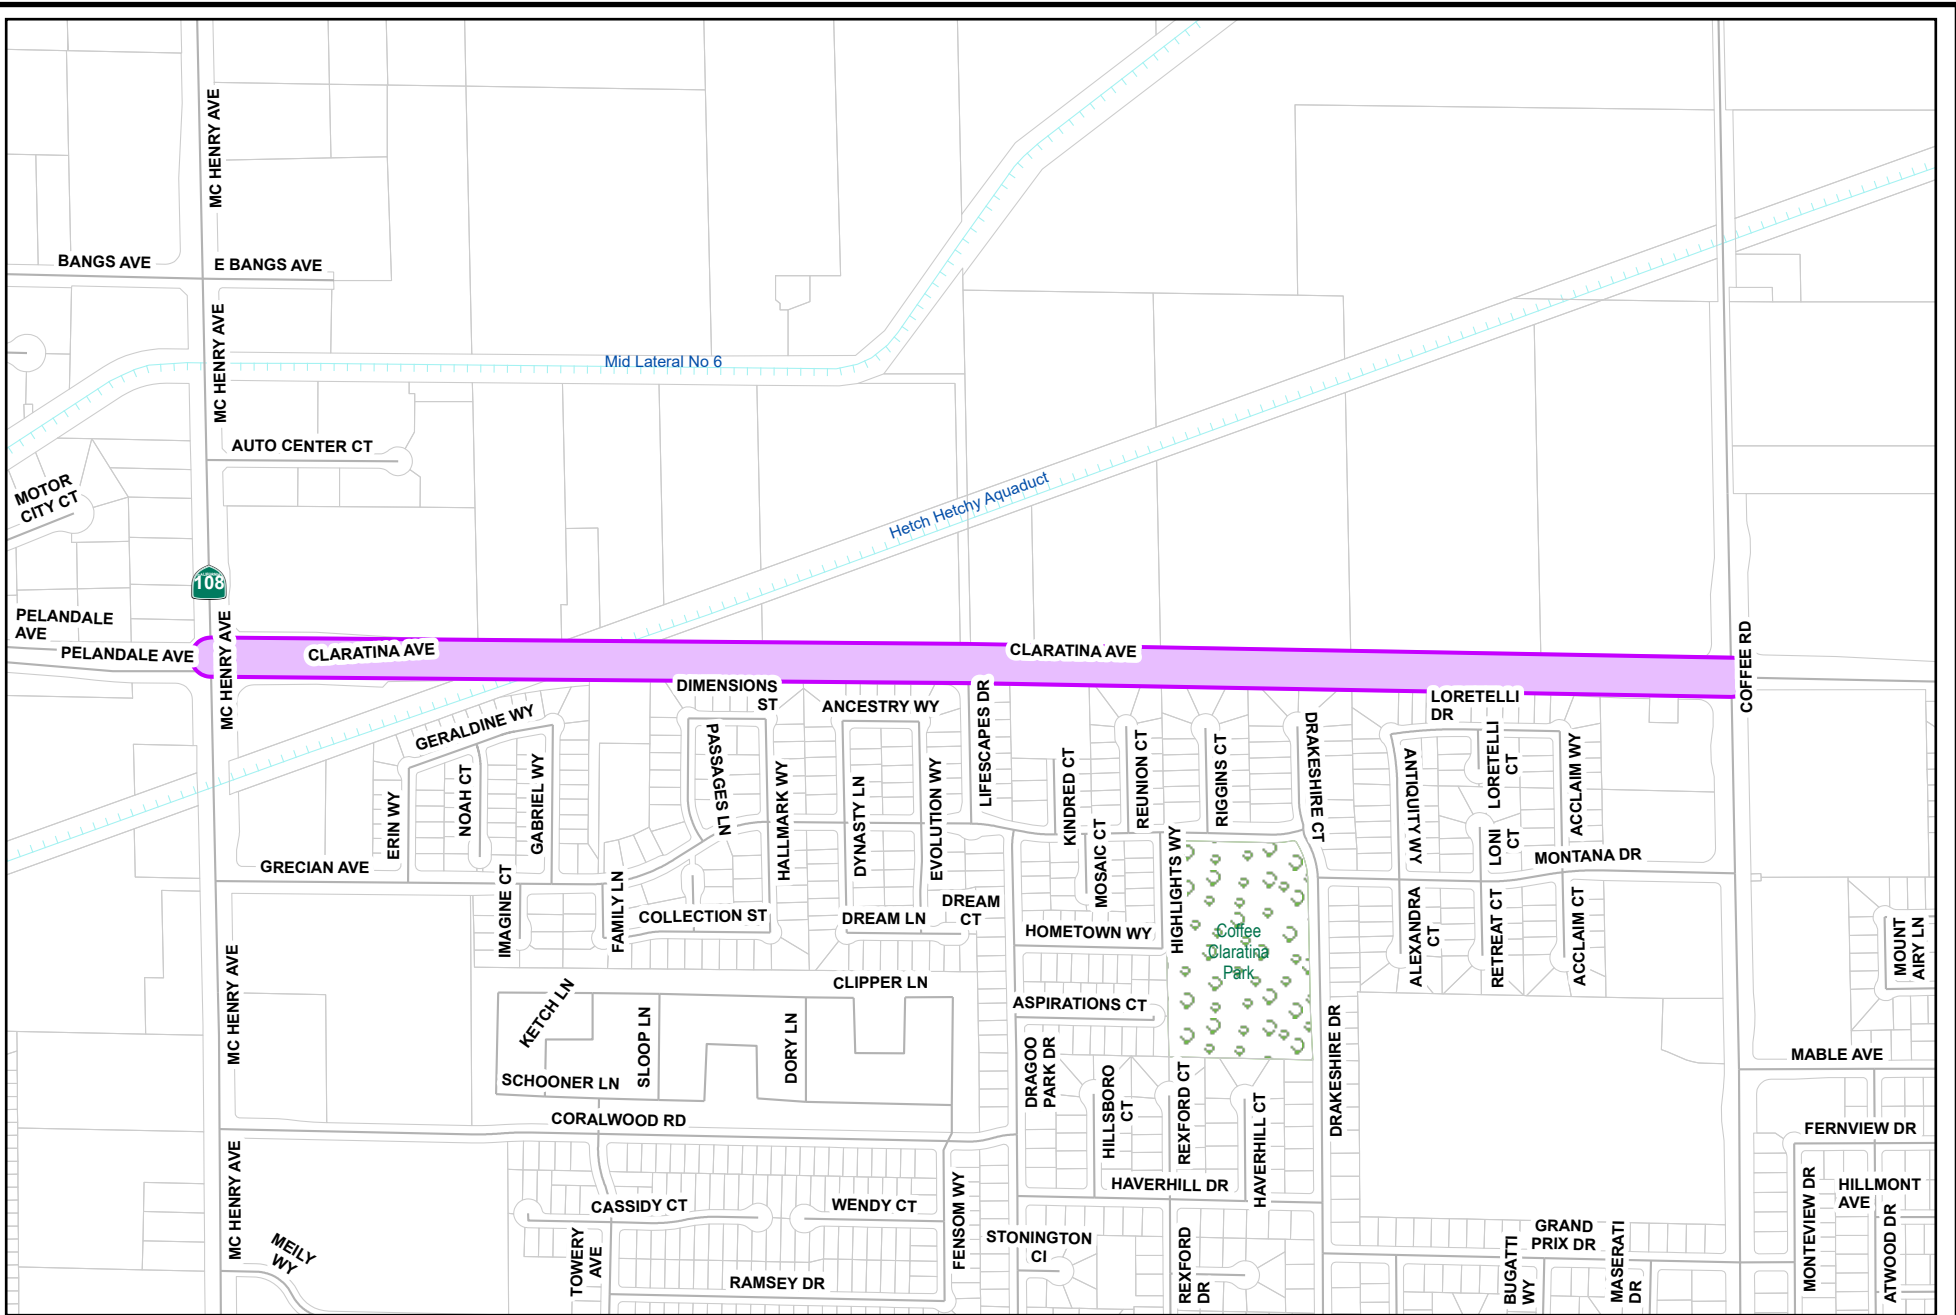 MC HENRY AVE
BANGS AVE
E BANGS AVE
MC HENRY AVE
Mid Lateral No 6
AUTO CENTER CT
MOTOR
CITY CT
Hetch Hetchy Aquaduct
108
PELANDALE
AVE
PELANDALE AVE
MC HENRY AVE
CLARATINA AVE
CLARATINA AVE
COFFEE RD
DIMENSIONS
ST
ANCESTRY WY
LIFESCAPES DR
LORETELLI
DR
GERALDINE WY
PASAGES LN
HALLMARK WY
DYNASTY LN
EVOLUTION WY
KINDRED CT
REUNION CT
RIGGINS CT
DRAKESHIRE CT
ANTIQUITY WY
LORETELLI
CT
ACCLAIM WY
ERIN WY
NOAH CT
GABRIEL WY
MOSAIC CT
LONI
CT
MONTANA DR
GRECIAN AVE
IMAGINE CT
FAMILY LN
COLLECTION ST
DREAM LN
DREAM
CT
HOMETOWN WY
HIGHLIGHTS WY
Coffee
Claratina
Park
ALEXANDRA
CT
RETREAT CT
ACCLAIM CT
MOUNT
AIRY LN
MC HENRY AVE
KETCH LN
SLOOP LN
DORY LN
CLIPPER LN
ASPIRATIONS CT
SCHOONER LN
DRAGOO
PARK DR
HILLSBORO
CT
REXFORD CT
HAVERHILL CT
DRAKESHIRE DR
MABLE AVE
CORALWOOD RD
FERNVIEW DR
MC HENRY AVE
CASSIDY CT
WENDY CT
FENSOM WY
HAVERHILL DR
MONTEVIEW DR
HILLMONT
AVE
ATWOOD DR
MEILY
WY
TOWERY
AVE
RAMSEY DR
STONINGTON
CI
REXFORD
DR
GRAND
PRIX DR
BUGATTI
WY
MASERATI
DR